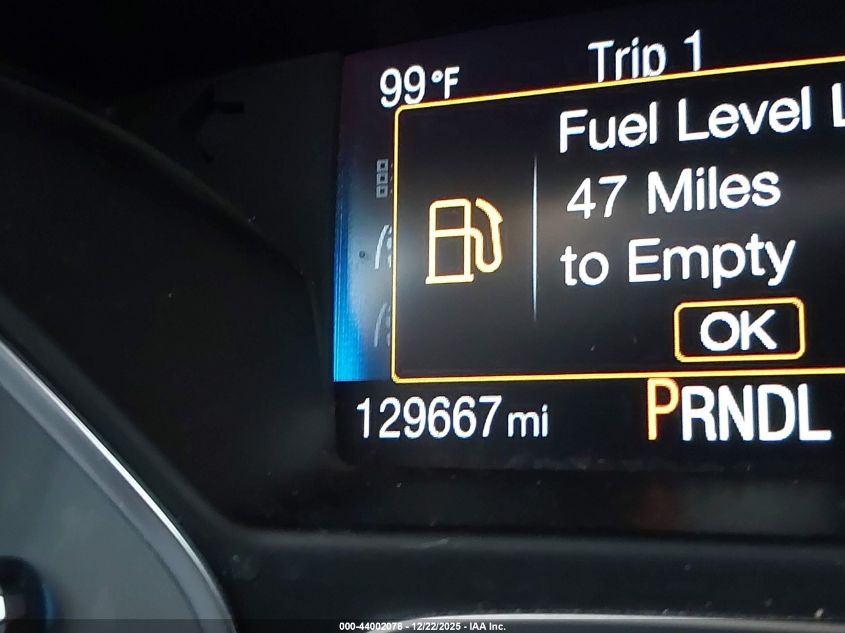 99°F
Trip 1
Fuel Level
47 Miles
to Empty
OK
129667 mi
PRNDL
000-44002078 - 12/22/2025 - IAA Inc.